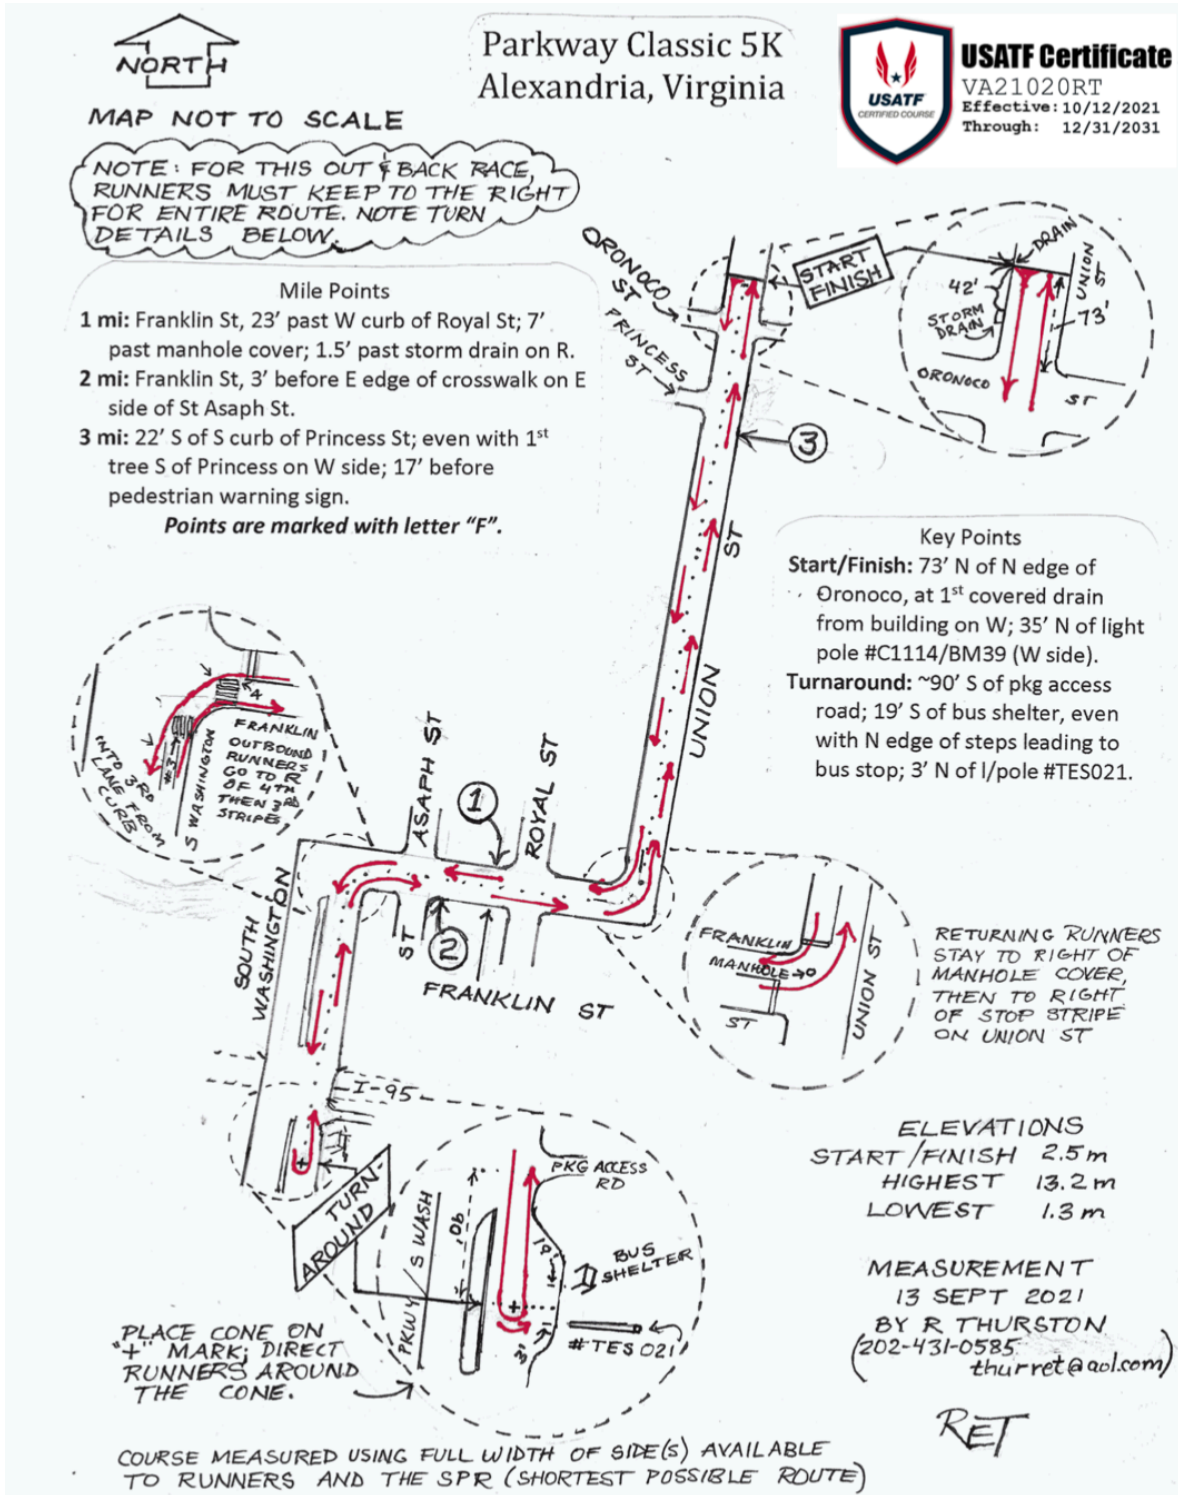 NORTH
MAP NOT TO SCALE
Parkway Classic 5K
Alexandria, Virginia
USATF
CERTIFIED COURSE
USATF Certificate
VA21020RT
Effective: 10/12/2021
Through: 12/31/2031
NOTE: FOR THIS OUT & BACK RACE,
RUNNERS MUST KEEP TO THE RIGHT
FOR ENTIRE ROUTE. NOTE TURN
DETAILS BELOW.
Mile Points
1 mi: Franklin St, 23' past W curb of Royal St; 7'
past manhole cover; 1.5' past storm drain on R.
2 mi: Franklin St, 3' before E edge of crosswalk on E
side of St Asaph St.
3 mi: 22' S of S curb of Princess St; even with 1st
tree S of Princess on W side; 17' before
pedestrian warning sign.
Points are marked with letter "F".
ORONOCO
ST
PRINCESS
ST
START
FINISH
DRAIN
UNION
ST
42'
STORM
DRAIN
73'
ORONOCO
ST
3
ST
UNION
Key Points
Start/Finish: 73' N of N edge of
Oronoco, at 1st covered drain
from building on W; 35' N of light
pole #C1114/BM39 (W side).
Turnaround: ~90' S of pkg access
road; 19' S of bus shelter, even
with N edge of steps leading to
bus stop; 3' N of l/pole #TES021.
#4
FRANKLIN
OUTBOUND
RUNNERS
GO TO R
OF 4TH
THEN 3RD
STRIPES
#3
S WASHINGTON
INTO 3RD
LANE FROM
CURB
ASAPH ST
1
ROYAL ST
ST
2
FRANKLIN ST
SOUTH
WASHINGTON
FRANKLIN
MANHOLE
ST
UNION ST
RETURNING RUNNERS
STAY TO RIGHT OF
MANHOLE COVER,
THEN TO RIGHT
OF STOP STRIPE
ON UNION ST
I-95
TURN-
AROUND
PKG ACCESS
RD
PKWY/S WASH
90'
19'
BUS
SHELTER
3'
#TES021
PLACE CONE ON
"+" MARK; DIRECT
RUNNERS AROUND
THE CONE.
ELEVATIONS
START/FINISH 2.5m
HIGHEST 13.2m
LOWEST 1.3m
MEASUREMENT
13 SEPT 2021
BY R THURSTON
(202-431-0585
thurret@aol.com)
RET
COURSE MEASURED USING FULL WIDTH OF SIDE(S) AVAILABLE
TO RUNNERS AND THE SPR (SHORTEST POSSIBLE ROUTE)